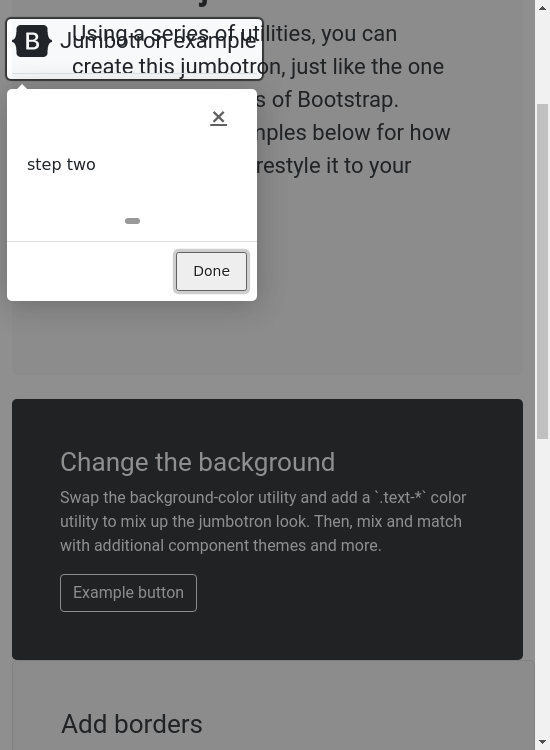 Using a series of utilities, you can
B Jumbotron example
create this jumbotron, just like the one
s of Bootstrap.
nples below for how
restyle it to your
×
step two
Done
Change the background
Swap the background-color utility and add a `.text-*` color
utility to mix up the jumbotron look. Then, mix and match
with additional component themes and more.
Example button
Add borders